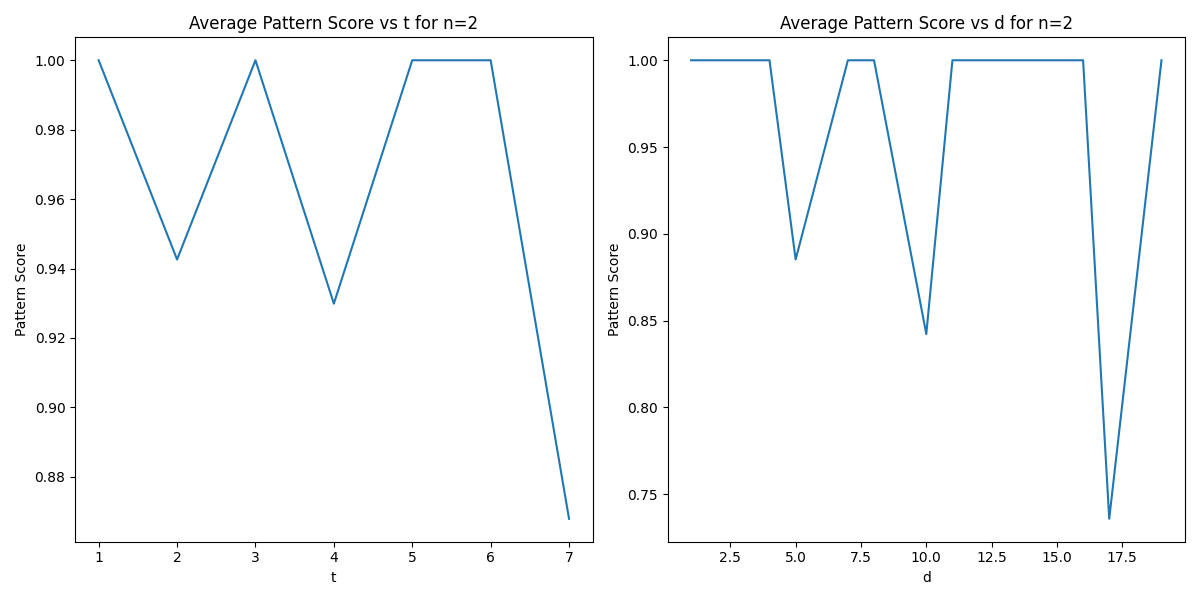 Average Pattern Score vs t for n=2
Pattern Score
1.00
0.98
0.96
0.94
0.92
0.90
0.88
1 2 3 4 5 6 7
t
Average Pattern Score vs d for n=2
Pattern Score
1.00
0.95
0.90
0.85
0.80
0.75
2.5 5.0 7.5 10.0 12.5 15.0 17.5
d